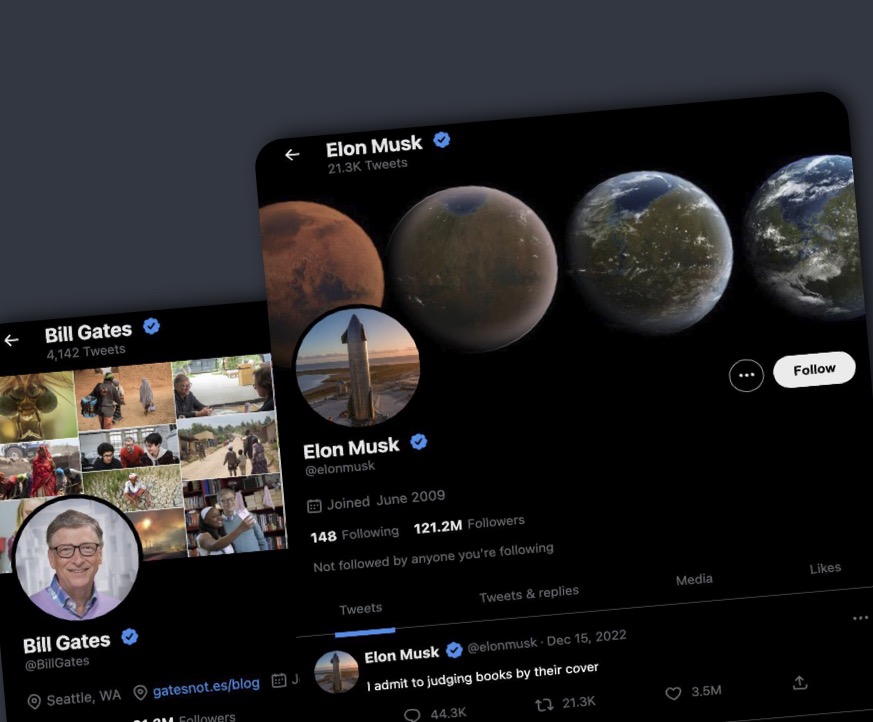 Elon Musk
21.3K Tweets
Follow
Elon Musk
@elonmusk
Joined June 2009
148 Following 121.2M Followers
Not followed by anyone you're following
Tweets Tweets & replies Media Likes
Elon Musk @elonmusk · Dec 15, 2022
I admit to judging books by their cover
44.3K 21.3K 3.5M
Bill Gates
4,142 Tweets
Bill Gates
@BillGates
Seattle, WA gatesnot.es/blog
Followers